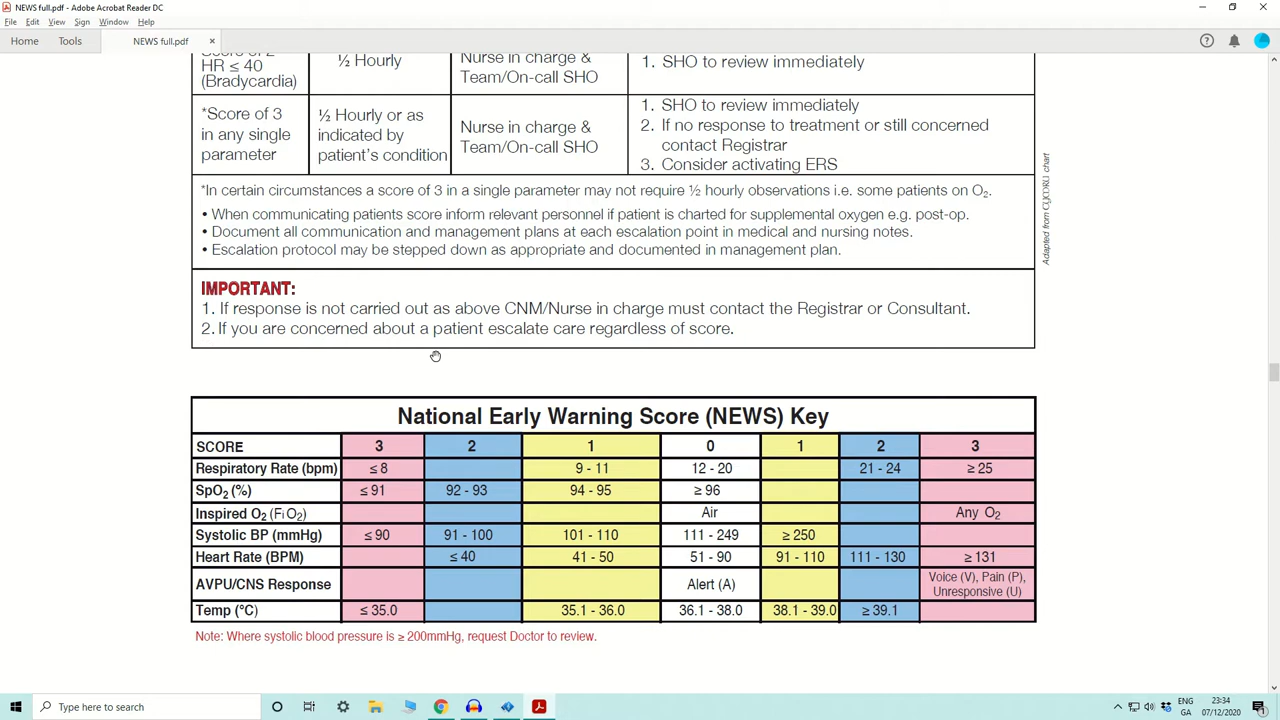 NEWS full.pdf - Adobe Acrobat Reader DC
File Edit View Sign Window Help
Home Tools NEWS full.pdf ×
HR ≤ 40
(Bradycardia)
½ Hourly
Nurse in charge &
Team/On-call SHO
1. SHO to review immediately
*Score of 3
in any single
parameter
½ Hourly or as
indicated by
patient's condition
Nurse in charge &
Team/On-call SHO
1. SHO to review immediately
2. If no response to treatment or still concerned
contact Registrar
3. Consider activating ERS
*In certain circumstances a score of 3 in a single parameter may not require ½ hourly observations i.e. some patients on O₂.
• When communicating patients score inform relevant personnel if patient is charted for supplemental oxygen e.g. post-op.
• Document all communication and management plans at each escalation point in medical and nursing notes.
• Escalation protocol may be stepped down as appropriate and documented in management plan.
Adapted from chart
IMPORTANT:
1. If response is not carried out as above CNM/Nurse in charge must contact the Registrar or Consultant.
2. If you are concerned about a patient escalate care regardless of score.
National Early Warning Score (NEWS) Key
SCORE 3 2 1 0 1 2 3
Respiratory Rate (bpm) ≤ 8 9 - 11 12 - 20 21 - 24 ≥ 25
SpO₂ (%) ≤ 91 92 - 93 94 - 95 ≥ 96
Inspired O₂ (FiO₂) Air Any O₂
Systolic BP (mmHg) ≤ 90 91 - 100 101 - 110 111 - 249 ≥ 250
Heart Rate (BPM) ≤ 40 41 - 50 51 - 90 91 - 110 111 - 130 ≥ 131
AVPU/CNS Response Alert (A) Voice (V), Pain (P),
Unresponsive (U)
Temp (°C) ≤ 35.0 35.1 - 36.0 36.1 - 38.0 38.1 - 39.0 ≥ 39.1
Note: Where systolic blood pressure is ≥ 200mmHg, request Doctor to review.
Type here to search
ENG
GA
23:34
07/12/2020